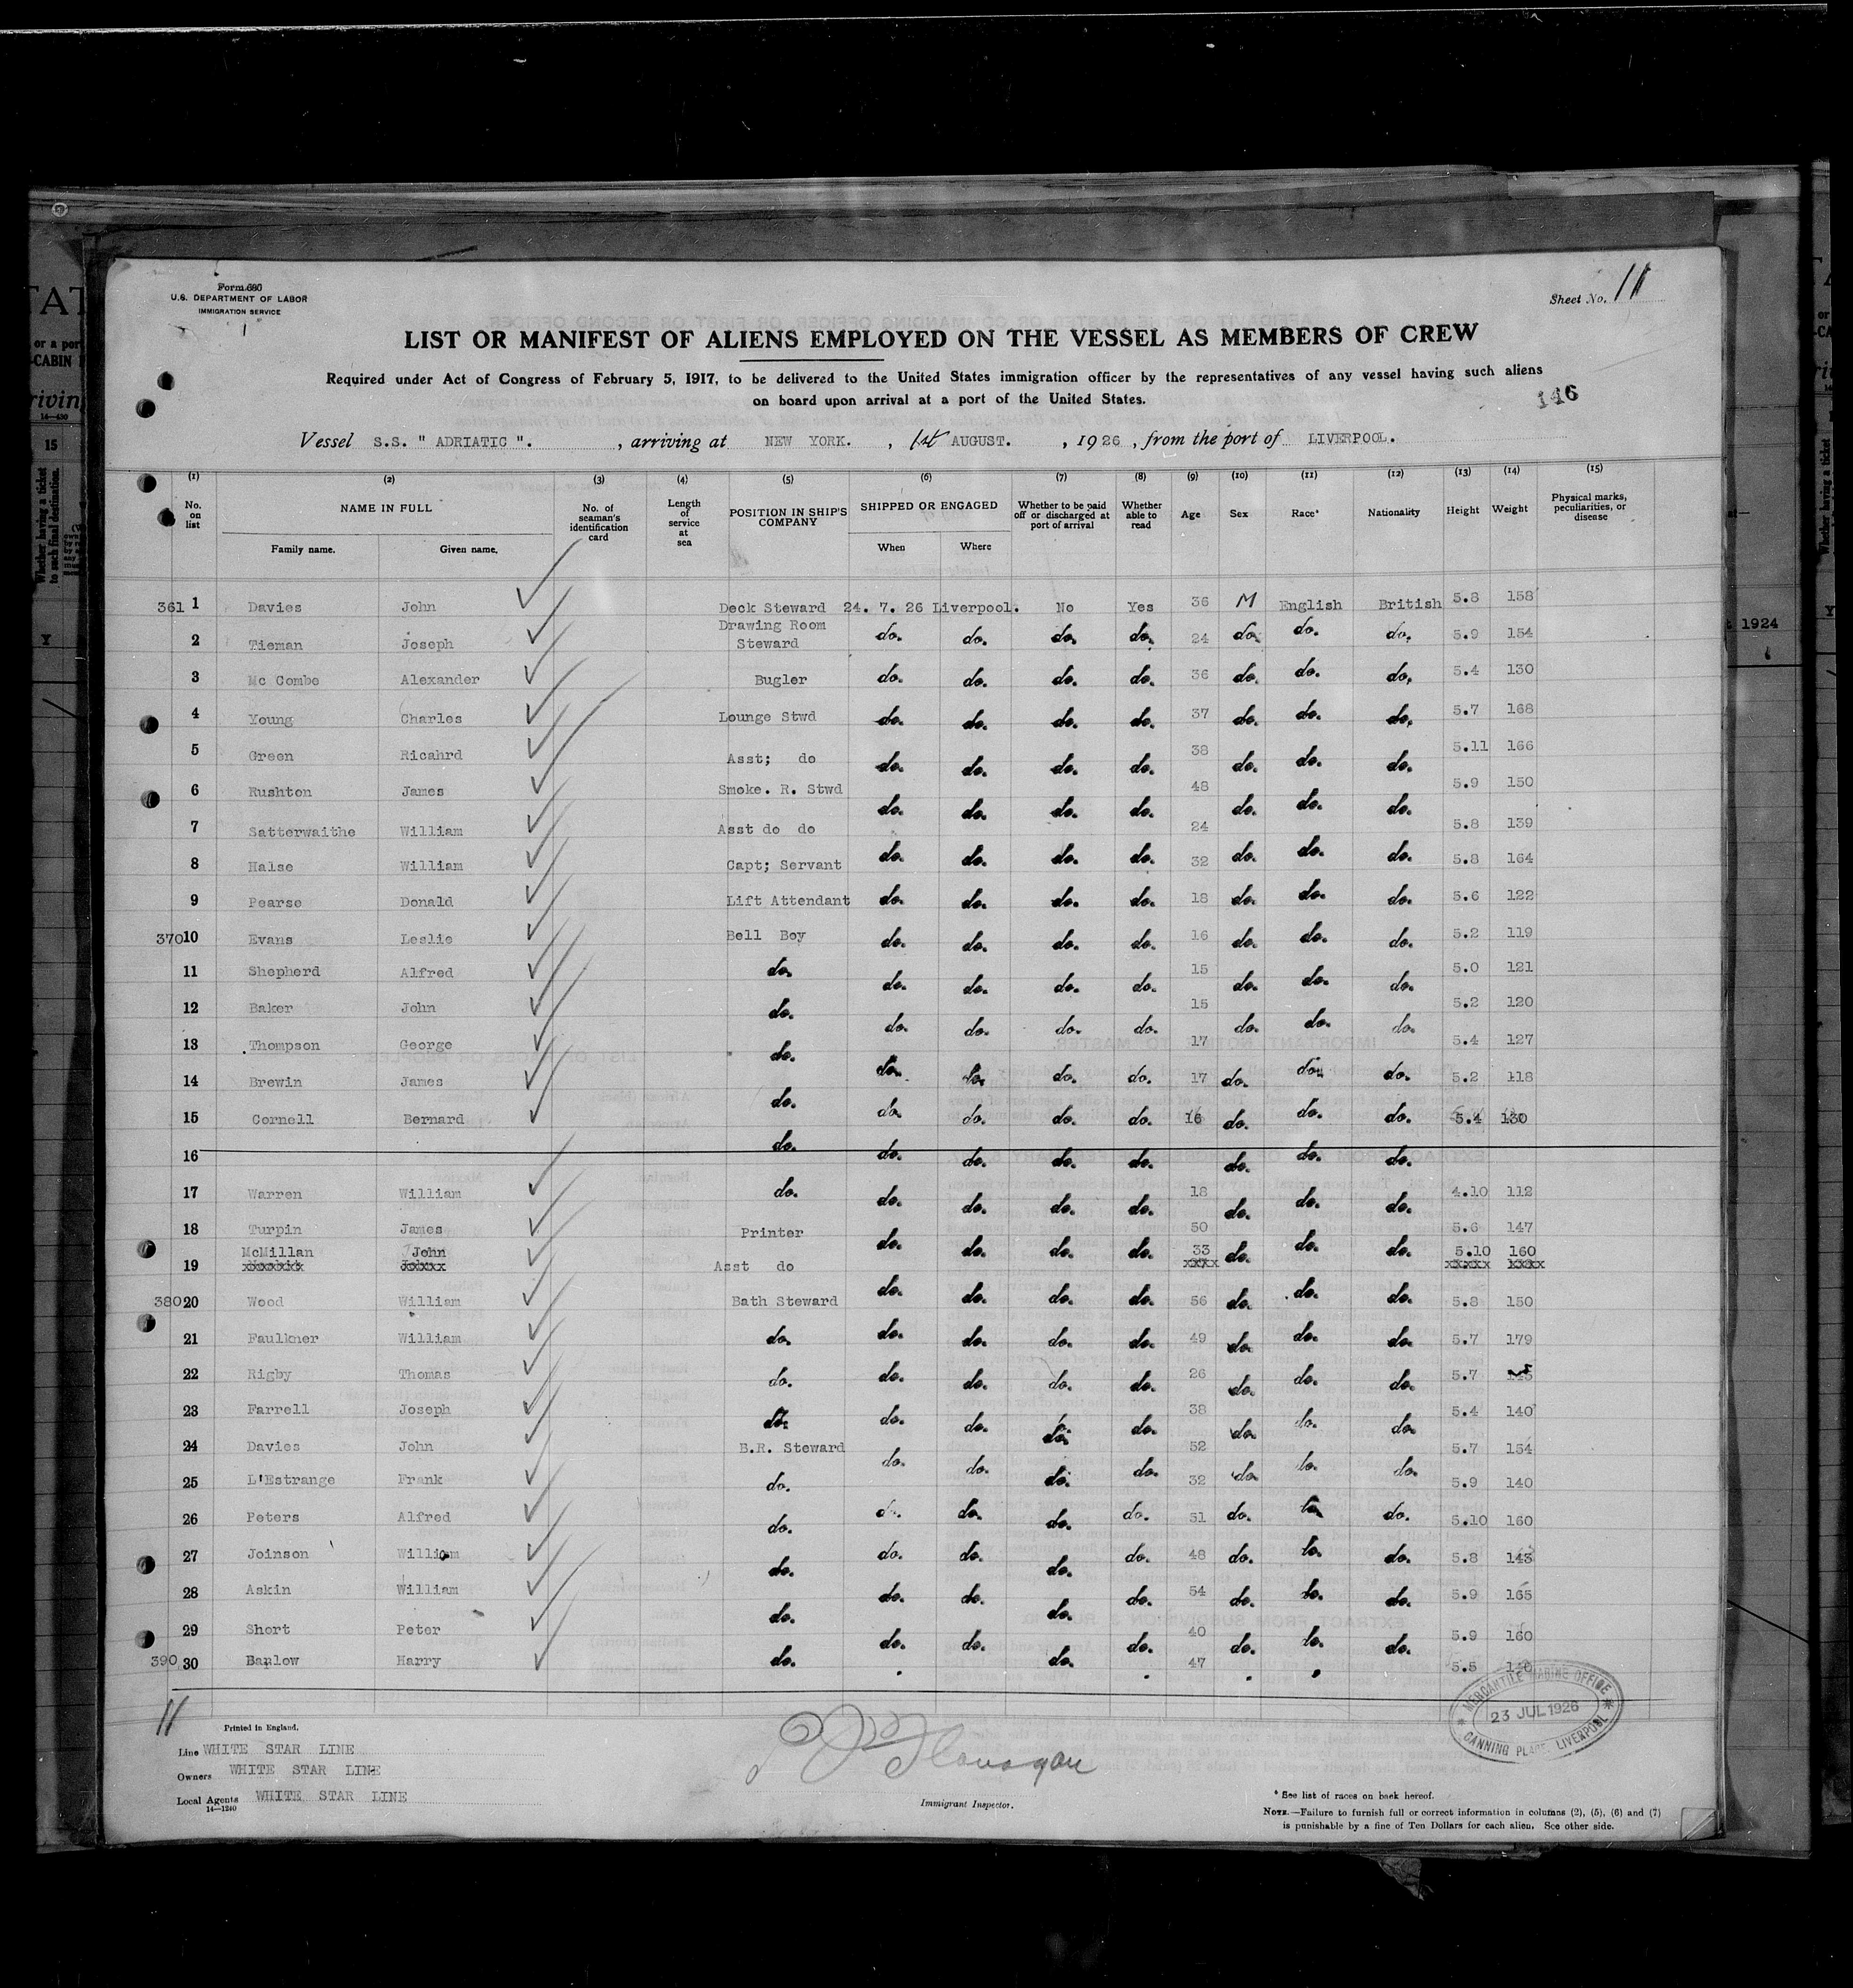 Form 680
U.S. DEPARTMENT OF LABOR
IMMIGRATION SERVICE
Sheet No. 11
LIST OR MANIFEST OF ALIENS EMPLOYED ON THE VESSEL AS MEMBERS OF CREW
Required under Act of Congress of February 5, 1917, to be delivered to the United States immigration officer by the representatives of any vessel having such aliens
on board upon arrival at a port of the United States.
146
Vessel S.S. " ADRIATIC ". , arriving at NEW YORK. , AUGUST. , 1926 , from the port of LIVERPOOL.
(1) (2) (3) (4) (5) (6) (7) (8) (9) (10) (11) (12) (13) (14) (15)
No. on list NAME IN FULL No. of seaman's identification card Length of service at sea POSITION IN SHIP'S COMPANY SHIPPED OR ENGAGED Whether to be paid off or discharged at port of arrival Whether able to read Age Sex Race* Nationality Height Weight Physical marks, peculiarities, or disease
Family name. Given name. When Where
361 1 Davies John Deck Steward 24. 7. 26 Liverpool. No Yes 36 M English British 5.8 158
2 Tieman Joseph Drawing Room Steward do. do. do. do. 24 do. do. do. 5.9 154
3 Mc Combe Alexander Bugler do. do. do. do. 36 do. do. do. 5.4 130
4 Young Charles Lounge Stwd do. do. do. do. 37 do. do. do. 5.7 168
5 Green Ricahrd Asst; do do. do. do. do. 38 do. do. do. 5.11 166
6 Rushton James Smoke. R. Stwd do. do. do. do. 48 do. do. do. 5.9 150
7 Satterwaithe William Asst do do do. do. do. do. 24 do. do. do. 5.8 139
8 Halse William Capt; Servant do. do. do. do. 32 do. do. do. 5.8 164
9 Pearse Donald Lift Attendant do. do. do. do. 18 do. do. do. 5.6 122
370 10 Evans Leslie Bell Boy do. do. do. do. 16 do. do. do. 5.2 119
11 Shepherd Alfred do. do. do. do. do. 15 do. do. do. 5.0 121
12 Baker John do. do. do. do. do. 15 do. do. do. 5.2 120
13 Thompson George do. do. do. do. do. 17 do. do. do. 5.4 127
14 Brewin James do. do. do. do. do. 17 do. do. do. 5.2 118
15 Cornell Bernard do. do. do. do. do. 16 do. do. do. 5.4 130
16
17 Warren William do. do. do. do. do. 18 do. do. do. 4.10 112
18 Turpin James Printer do. do. do. do. 50 do. do. do. 5.6 147
19 McMillan John Asst do do. do. do. do. 33 do. do. do. 5.10 160
380 20 Wood William Bath Steward do. do. do. do. 56 do. do. do. 5.8 150
21 Faulkner William do. do. do. do. do. 49 do. do. do. 5.7 179
22 Rigby Thomas do. do. do. do. do. 26 do. do. do. 5.7
23 Farrell Joseph do. do. do. do. do. 38 do. do. do. 5.4 140
24 Davies John B.R. Steward do. do. do. do. 52 do. do. do. 5.7 154
25 L'Estrange Frank do. do. do. do. do. 32 do. do. do. 5.9 140
26 Peters Alfred do. do. do. do. do. 51 do. do. do. 5.10 160
27 Joinson William do. do. do. do. do. 48 do. do. do. 5.8 143
28 Askin William do. do. do. do. do. 54 do. do. do. 5.9 165
29 Short Peter do. do. do. do. do. 40 do. do. do. 5.9 160
390 30 Banlow Harry do. do. 47 5.5
11
Printed in England.
Line WHITE STAR LINE
Owners WHITE STAR LINE
Local Agents WHITE STAR LINE
14—1240
Flanagan
Immigrant Inspector.
MERCANTILE MARINE OFFICE
23 JUL 1926
CANNING PLACE, LIVERPOOL
* See list of races on back hereof.
NOTE.—Failure to furnish full or correct information in columns (2), (5), (6) and (7)
is punishable by a fine of Ten Dollars for each alien. See other side.